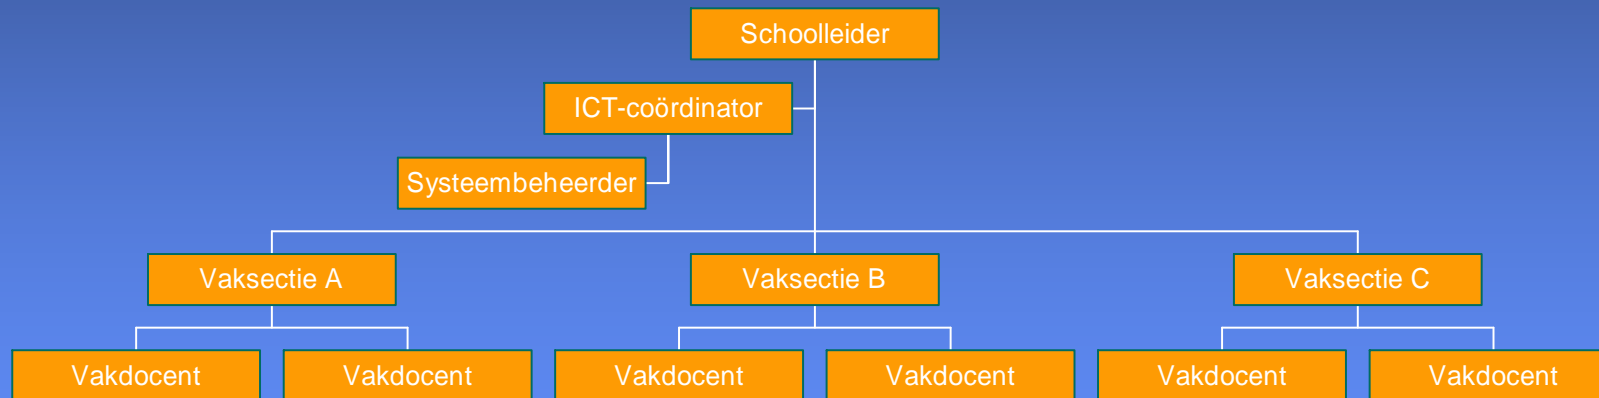 Schoolleider
ICT-coördinator
Systeembeheerder
Vaksectie A
Vaksectie B
Vaksectie C
Vakdocent
Vakdocent
Vakdocent
Vakdocent
Vakdocent
Vakdocent